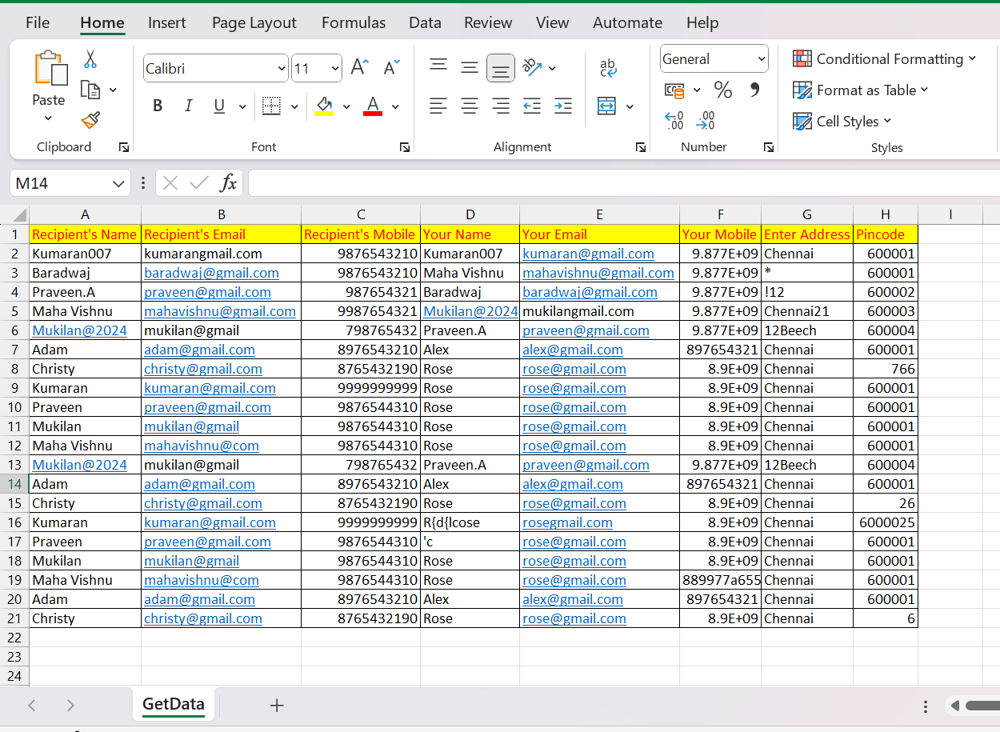 File Home Insert Page Layout Formulas Data Review View Automate Help
Calibri 11 A A ab c General Conditional Formatting
Paste % Format as Table
B I U A .00 .00 Cell Styles
Clipboard Font Alignment Number Styles
M14 fx
A B C D E F G H I
1 Recipient's Name Recipient's Email Recipient's Mobile Your Name Your Email Your Mobile Enter Address Pincode
2 Kumaran007 kumarangmail.com 9876543210 Kumaran007 kumaran@gmail.com 9.877E+09 Chennai 600001
3 Baradwaj baradwaj@gmail.com 9876543210 Maha Vishnu mahavishnu@gmail.com 9.877E+09 * 600001
4 Praveen.A praveen@gmail.com 987654321 Baradwaj baradwaj@gmail.com 9.877E+09 !12 600002
5 Maha Vishnu mahavishnu@gmail.com 9987654321 Mukilan@2024 mukilangmail.com 9.877E+09 Chennai21 600003
6 Mukilan@2024 mukilan@gmail 798765432 Praveen.A praveen@gmail.com 9.877E+09 12Beech 600004
7 Adam adam@gmail.com 8976543210 Alex alex@gmail.com 897654321 Chennai 600001
8 Christy christy@gmail.com 8765432190 Rose rose@gmail.com 8.9E+09 Chennai 766
9 Kumaran kumaran@gmail.com 9999999999 Rose rose@gmail.com 8.9E+09 Chennai 600001
10 Praveen praveen@gmail.com 9876544310 Rose rose@gmail.com 8.9E+09 Chennai 600001
11 Mukilan mukilan@gmail 9876544310 Rose rose@gmail.com 8.9E+09 Chennai 600001
12 Maha Vishnu mahavishnu@com 9876544310 Rose rose@gmail.com 8.9E+09 Chennai 600001
13 Mukilan@2024 mukilan@gmail 798765432 Praveen.A praveen@gmail.com 9.877E+09 12Beech 600004
14 Adam adam@gmail.com 8976543210 Alex alex@gmail.com 897654321 Chennai 600001
15 Christy christy@gmail.com 8765432190 Rose rose@gmail.com 8.9E+09 Chennai 26
16 Kumaran kumaran@gmail.com 9999999999 R{d{lcose rosegmail.com 8.9E+09 Chennai 6000025
17 Praveen praveen@gmail.com 9876544310 'c rose@gmail.com 8.9E+09 Chennai 600001
18 Mukilan mukilan@gmail 9876544310 Rose rose@gmail.com 8.9E+09 Chennai 600001
19 Maha Vishnu mahavishnu@com 9876544310 Rose rose@gmail.com 889977a655 Chennai 600001
20 Adam adam@gmail.com 8976543210 Alex alex@gmail.com 897654321 Chennai 600001
21 Christy christy@gmail.com 8765432190 Rose rose@gmail.com 8.9E+09 Chennai 6
22
23
24
GetData